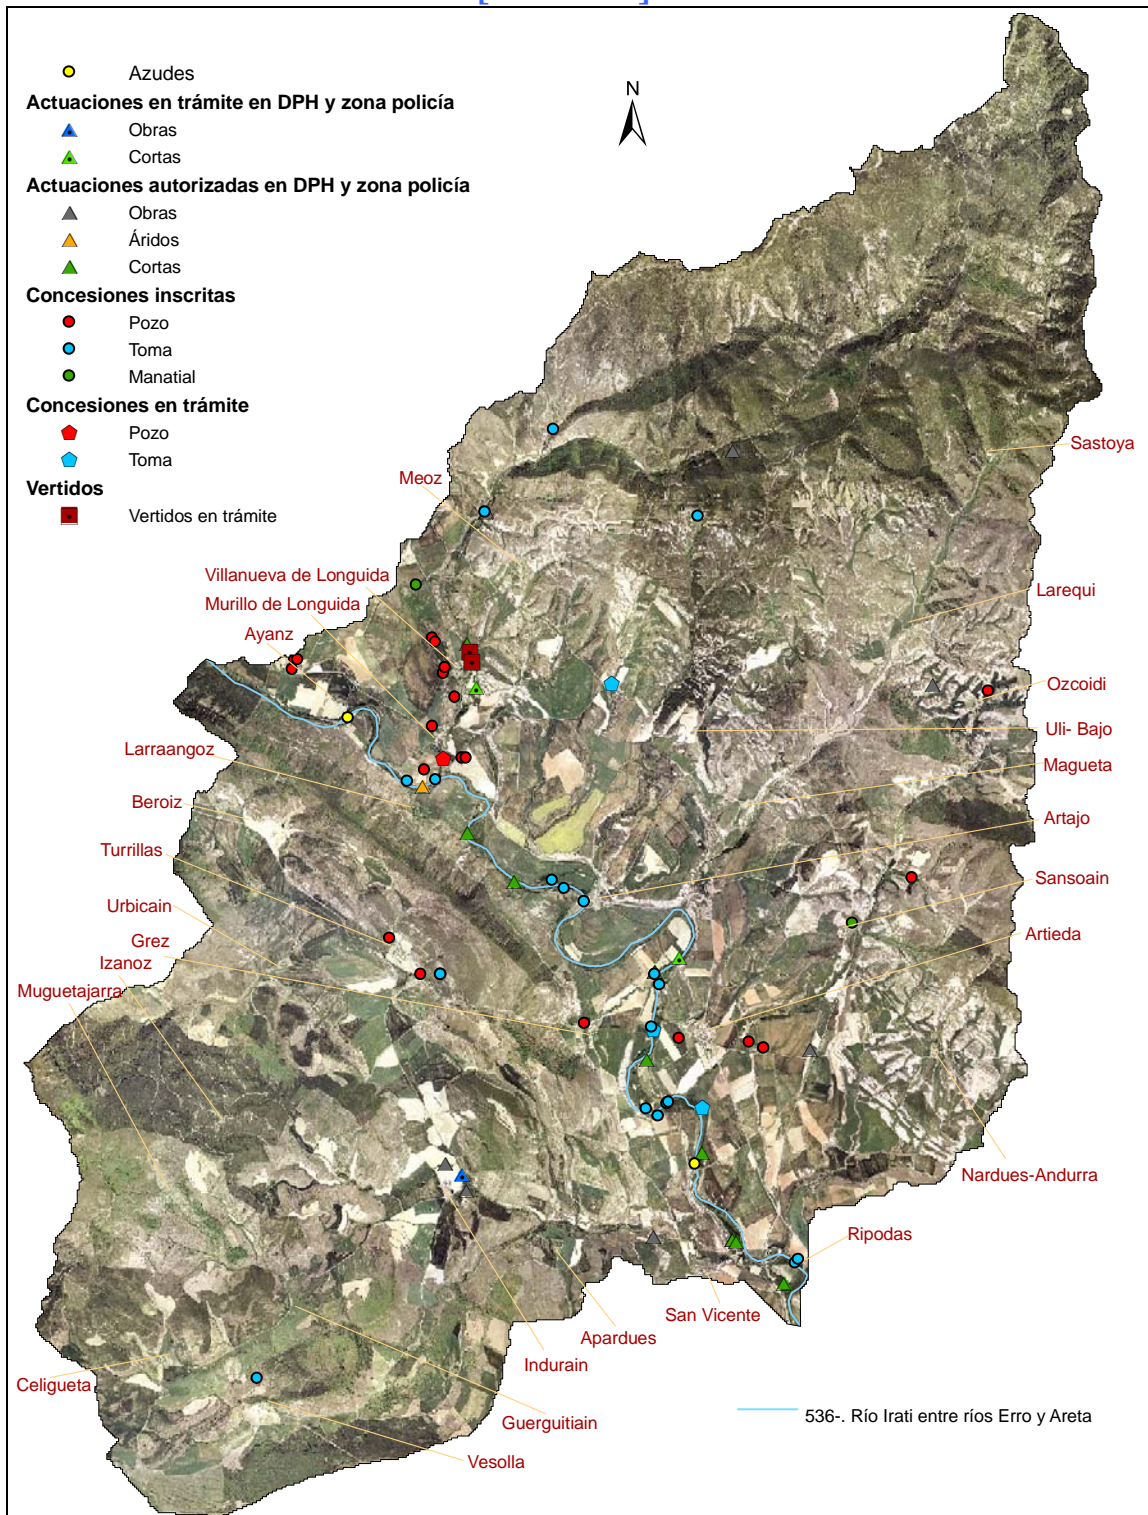 Azudes
Actuaciones en trámite en DPH y zona policía
Obras
Cortas
Actuaciones autorizadas en DPH y zona policía
Obras
Áridos
Cortas
Concesiones inscritas
Pozo
Toma
Manatial
Concesiones en trámite
Pozo
Toma
Vertidos
Vertidos en trámite
N
Sastoya
Meoz
Villanueva de Longuida
Murillo de Longuida
Larequi
Ayanz
Ozcoidi
Uli- Bajo
Larraangoz
Magueta
Beroiz
Artajo
Turrillas
Sansoain
Urbicain
Artieda
Grez
Izanoz
Muguetajarra
Nardues-Andurra
Ripodas
San Vicente
Apardues
Indurain
Celigueta
Guerguitiain
536-. Río Irati entre ríos Erro y Areta
Vesolla